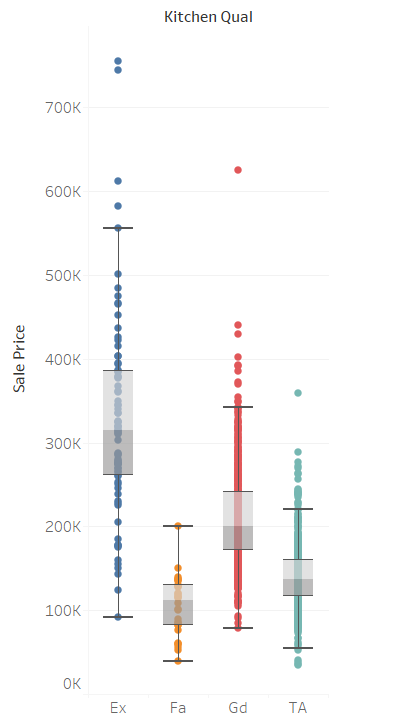 Kitchen Qual
Sale Price
700K
600K
500K
400K
300K
200K
100K
0K
Ex Fa Gd TA